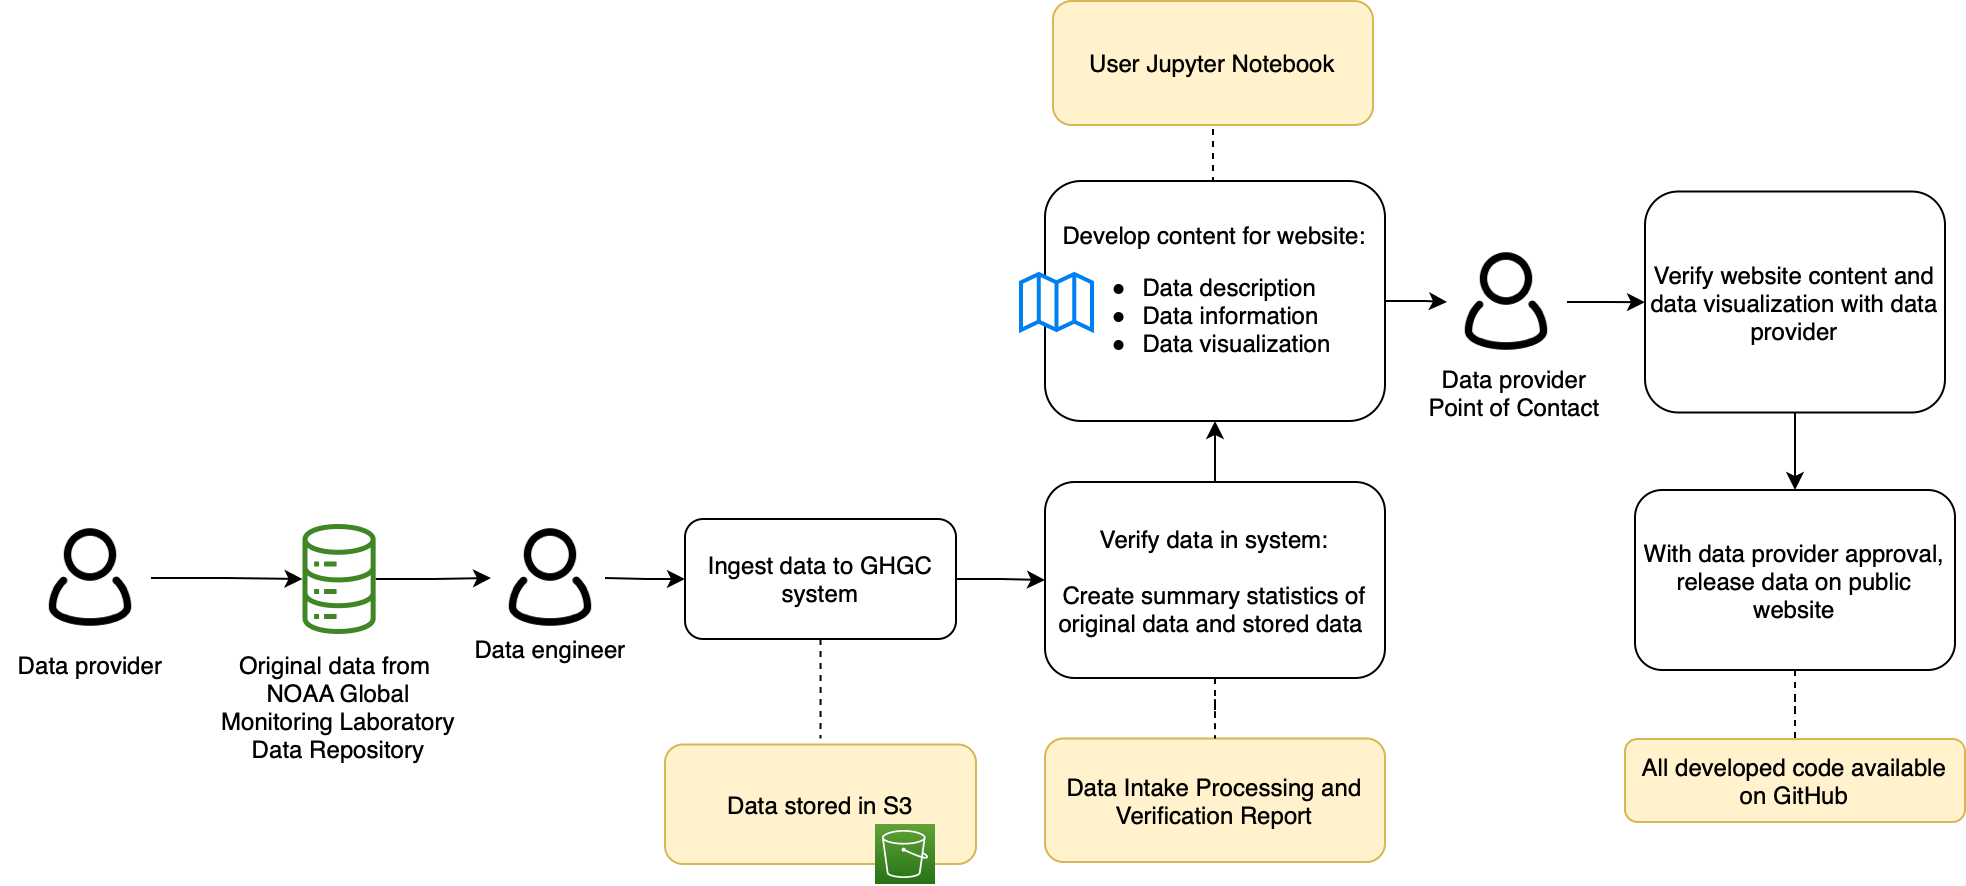 Data provider
Original data from
NOAA Global
Monitoring Laboratory
Data Repository
Data engineer
Ingest data to GHGC
system
Data stored in S3
Verify data in system:
Create summary statistics of
original data and stored data
Data Intake Processing and
Verification Report
User Jupyter Notebook
Develop content for website:
● Data description
● Data information
● Data visualization
Data provider
Point of Contact
Verify website content and
data visualization with data
provider
With data provider approval,
release data on public
website
All developed code available
on GitHub